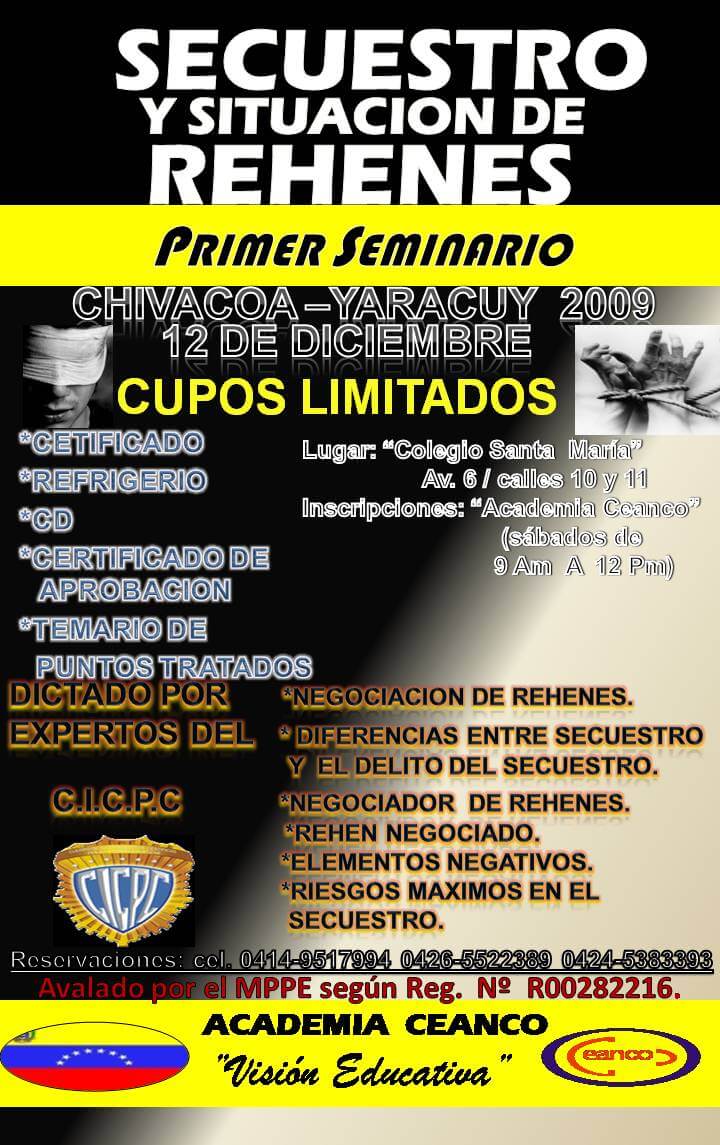 SECUESTRO
Y SITUACION DE
REHENES
PRIMER SEMINARIO
CHIVACOA –YARACUY 2009
12 DE DICIEMBRE
CUPOS LIMITADOS
*CETIFICADO
*REFRIGERIO
*CD
*CERTIFICADO DE
APROBACION
*TEMARIO DE
PUNTOS TRATADOS
Lugar: “Colegio Santa María”
Av. 6 / calles 10 y 11
Inscripciones: “Academia Ceanco”
(sábados de
9 Am A 12 Pm)
DICTADO POR
EXPERTOS DEL
C.I.C.P.C
CICPC
*NEGOCIACION DE REHENES.
* DIFERENCIAS ENTRE SECUESTRO
Y EL DELITO DEL SECUESTRO.
*NEGOCIADOR DE REHENES.
*REHEN NEGOCIADO.
*ELEMENTOS NEGATIVOS.
*RIESGOS MAXIMOS EN EL
SECUESTRO.
Reservaciones: cel. 0414-9517994 0426-5522389 0424-5383393
Avalado por el MPPE según Reg. Nº R00282216.
ACADEMIA CEANCO
"Visión Educativa"
Ceanco